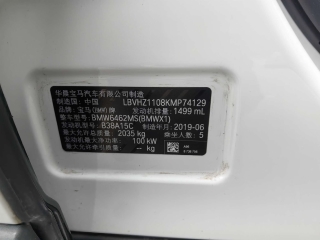 华晨宝马汽车有限公司制造
制造国：中国 LBVHZ1108KMP74129
品牌：宝马(BMW)牌 发动机排量：1499 mL
整车型号：BMW6462MS(BMWX1)
发动机型号：B38A15C 制造年月：2019-06
最大允许总质量：2035 kg 乘坐人数：5
发动机最大净功率：100 kW